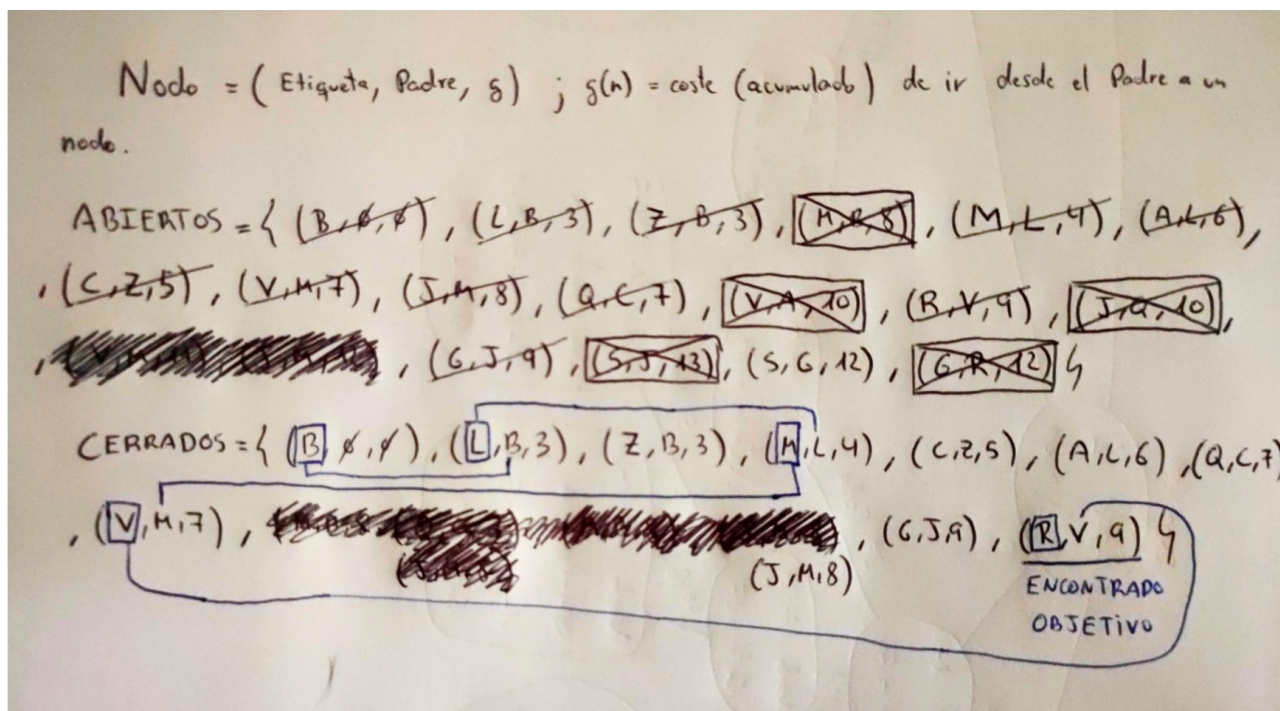 Nodo = ( Etiqueta, Padre, g ) ; g(n) = coste (acumulado) de ir desde el Padre a un
nodo.
ABIERTOS = { (B,ø,ø), (L,B,3), (Z,B,3), (M,B,8), (M,L,4), (A,L,6),
, (C,Z,5), (V,M,7), (J,M,8), (Q,C,7), (V,A,10), (R,V,9), (J,Q,10),
, (G,J,9), (S,J,13), (S,G,12), (G,R,12) }
CERRADOS = { (B,ø,ø), (L,B,3), (Z,B,3), (M,L,4), (C,Z,5), (A,L,6), (Q,C,7)
, (V,M,7), , (G,J,9), (R,V,9) }
(J,M,8)
ENCONTRADO
OBJETIVO